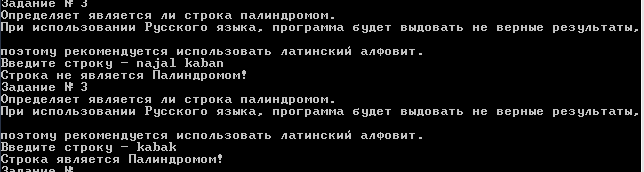 Задание № 3
Определяет является ли строка палиндромом.
При использовании Русского языка, программа будет выдовать не верные результаты,
поэтому рекомендуется использовать латинский алфовит.
Введите строку - najal kaban
Строка не является Палиндромом!
Задание № 3
Определяет является ли строка палиндромом.
При использовании Русского языка, программа будет выдовать не верные результаты,
поэтому рекомендуется использовать латинский алфовит.
Введите строку - kabak
Строка является Палиндромом!
Задание №